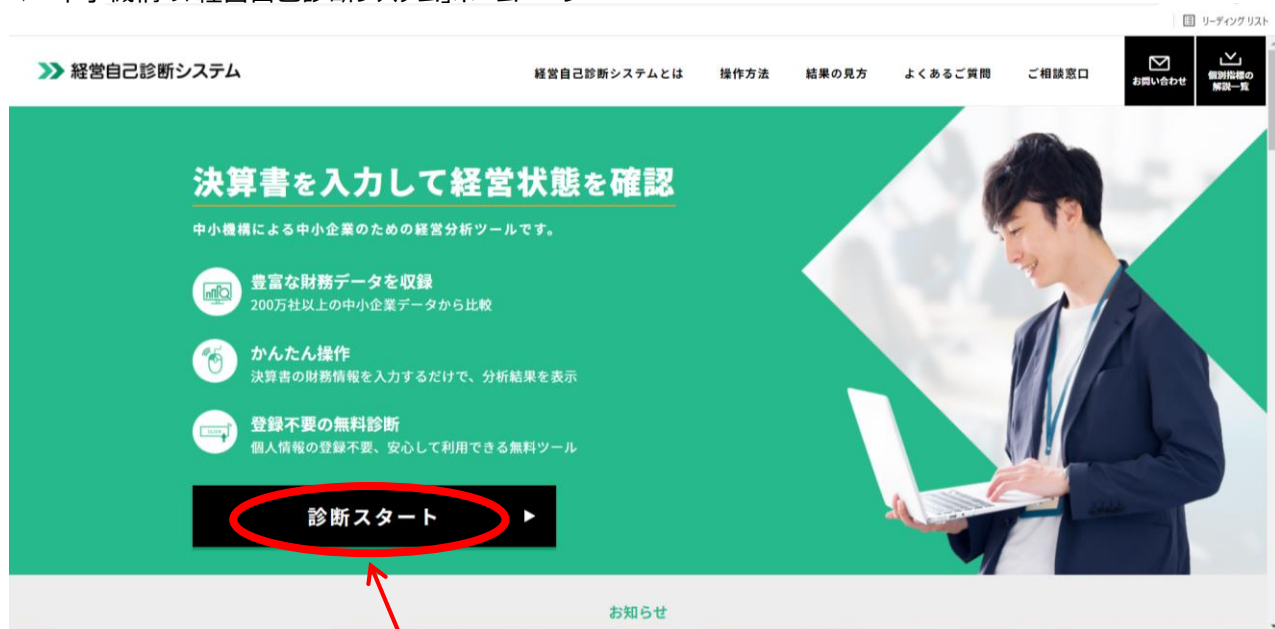 リーディング リスト
経営自己診断システム
経営自己診断システムとは
操作方法
結果の見方
よくあるご質問
ご相談窓口
お問い合わせ
個別指標の
解説一覧
決算書を入力して経営状態を確認
中小機構による中小企業のための経営分析ツールです。
豊富な財務データを収録
200万社以上の中小企業データから比較
かんたん操作
決算書の財務情報を入力するだけで、分析結果を表示
登録不要の無料診断
個人情報の登録不要、安心して利用できる無料ツール
診断スタート
お知らせ